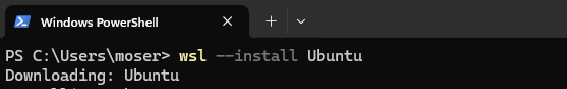 Windows PowerShell
PS C:\Users\moser> wsl --install Ubuntu
Downloading: Ubuntu